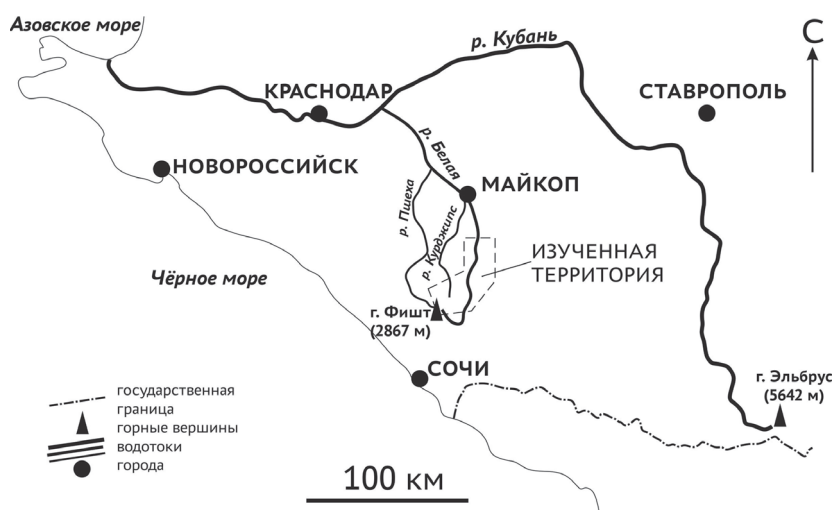 Азовское море
р. Кубань
С
КРАСНОДАР
СТАВРОПОЛЬ
р. Белая
НОВОРОССИЙСК
МАЙКОП
р. Пшеха
р. Курджипс
ИЗУЧЕННАЯ
ТЕРРИТОРИЯ
Чёрное море
г. Фишт
(2867 м)
СОЧИ
г. Эльбрус
(5642 м)
государственная
граница
горные вершины
водотоки
города
100 км